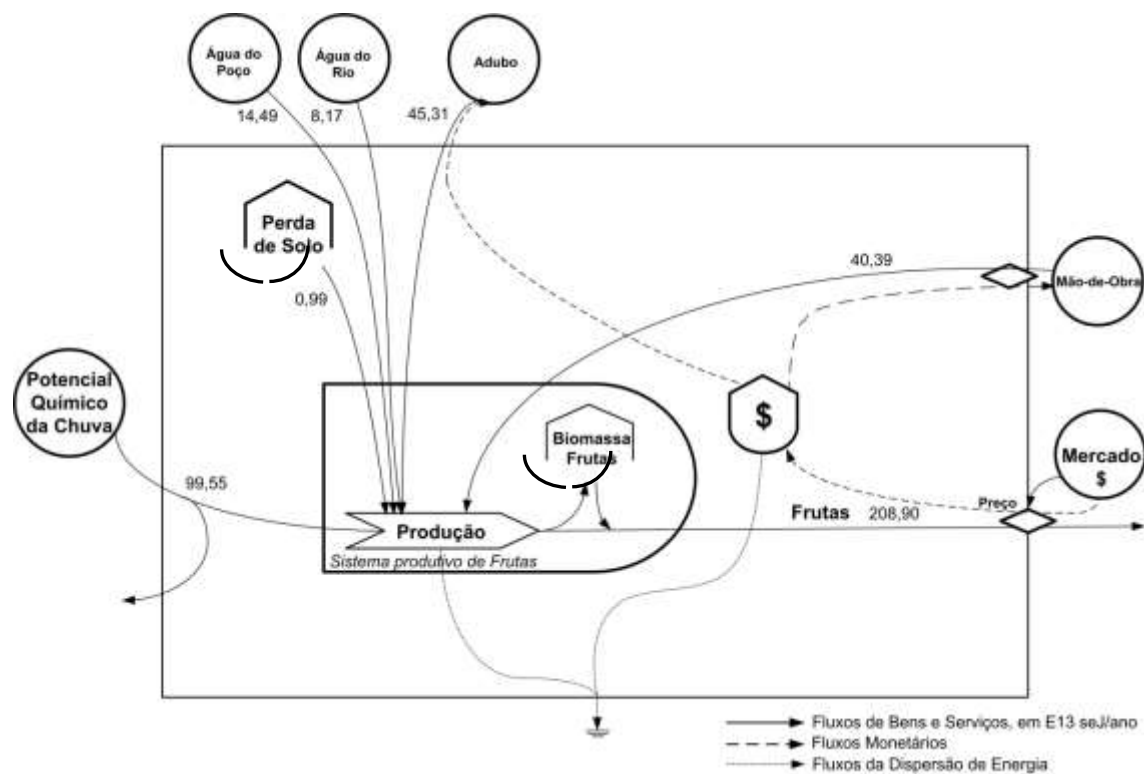 Água do
Poço
Água do
Rio
Adubo
14,49
8,17
45,31
Perda
de Solo
0,99
40,39
Mão-de-Obra
Potencial
Químico
da Chuva
99,55
$
Biomassa
Frutas
Mercado
$
Preço
Frutas 208,90
Produção
Sistema produtivo de Frutas
Fluxos de Bens e Serviços, em E13 seJ/ano
Fluxos Monetários
Fluxos da Dispersão de Energia